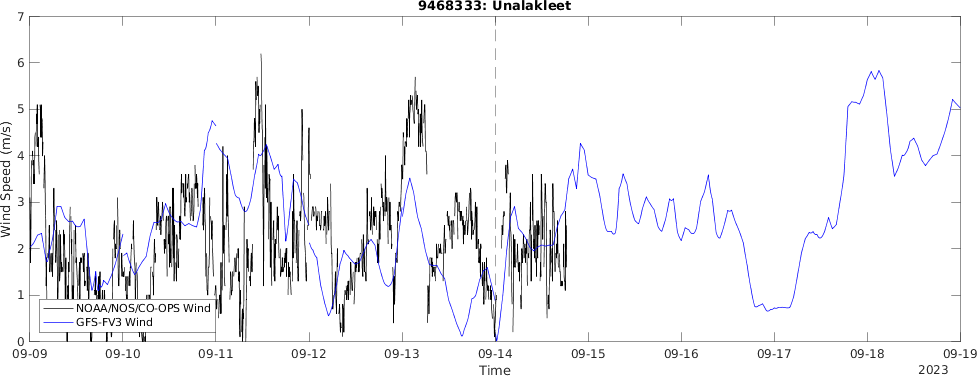 9468333: Unalakleet
7
6
5
4
3
2
1
0
Wind Speed (m/s)
NOAA/NOS/CO-OPS Wind
GFS-FV3 Wind
09-09 09-10 09-11 09-12 09-13 09-14 09-15 09-16 09-17 09-18 09-19
Time
2023